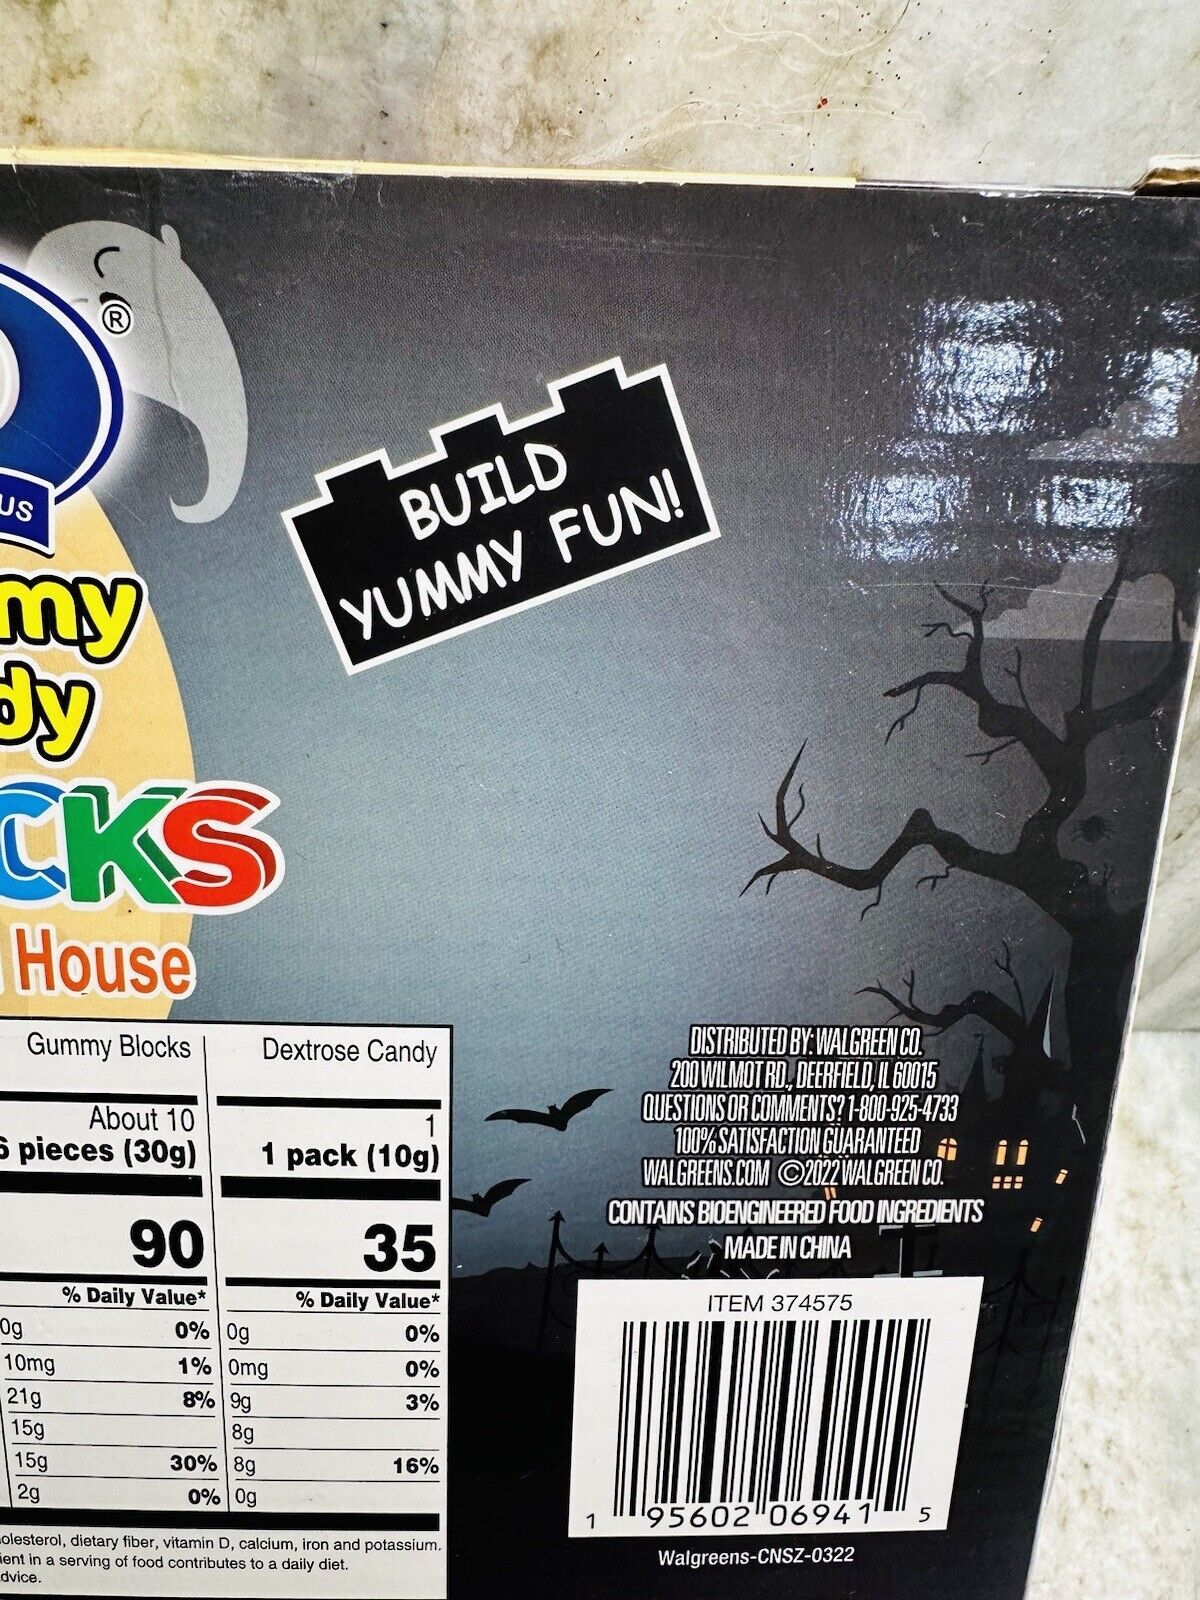 ®
US
my
dy
CKS
House
BUILD
YUMMY FUN!
Gummy Blocks Dextrose Candy
About 10 1
6 pieces (30g) 1 pack (10g)
90 35
% Daily Value* % Daily Value*
0g 0% 0g 0%
10mg 1% 0mg 0%
21g 8% 9g 3%
15g 8g
15g 30% 8g 16%
2g 0% 0g
olesterol, dietary fiber, vitamin D, calcium, iron and potassium.
ient in a serving of food contributes to a daily diet.
dvice.
DISTRIBUTED BY: WALGREEN CO.
200 WILMOT RD., DEERFIELD, IL 60015
QUESTIONS OR COMMENTS? 1-800-925-4733
100% SATISFACTION GUARANTEED
WALGREENS.COM ©2022 WALGREEN CO.
CONTAINS BIOENGINEERED FOOD INGREDIENTS
MADE IN CHINA
ITEM 374575
1 95602 06941 5
Walgreens-CNSZ-0322